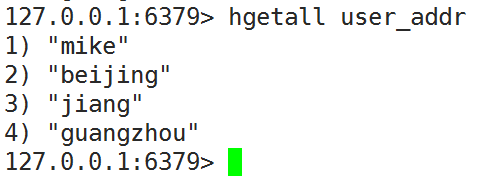 127.0.0.1:6379> hgetall user_addr
1) "mike"
2) "beijing"
3) "jiang"
4) "guangzhou"
127.0.0.1:6379>